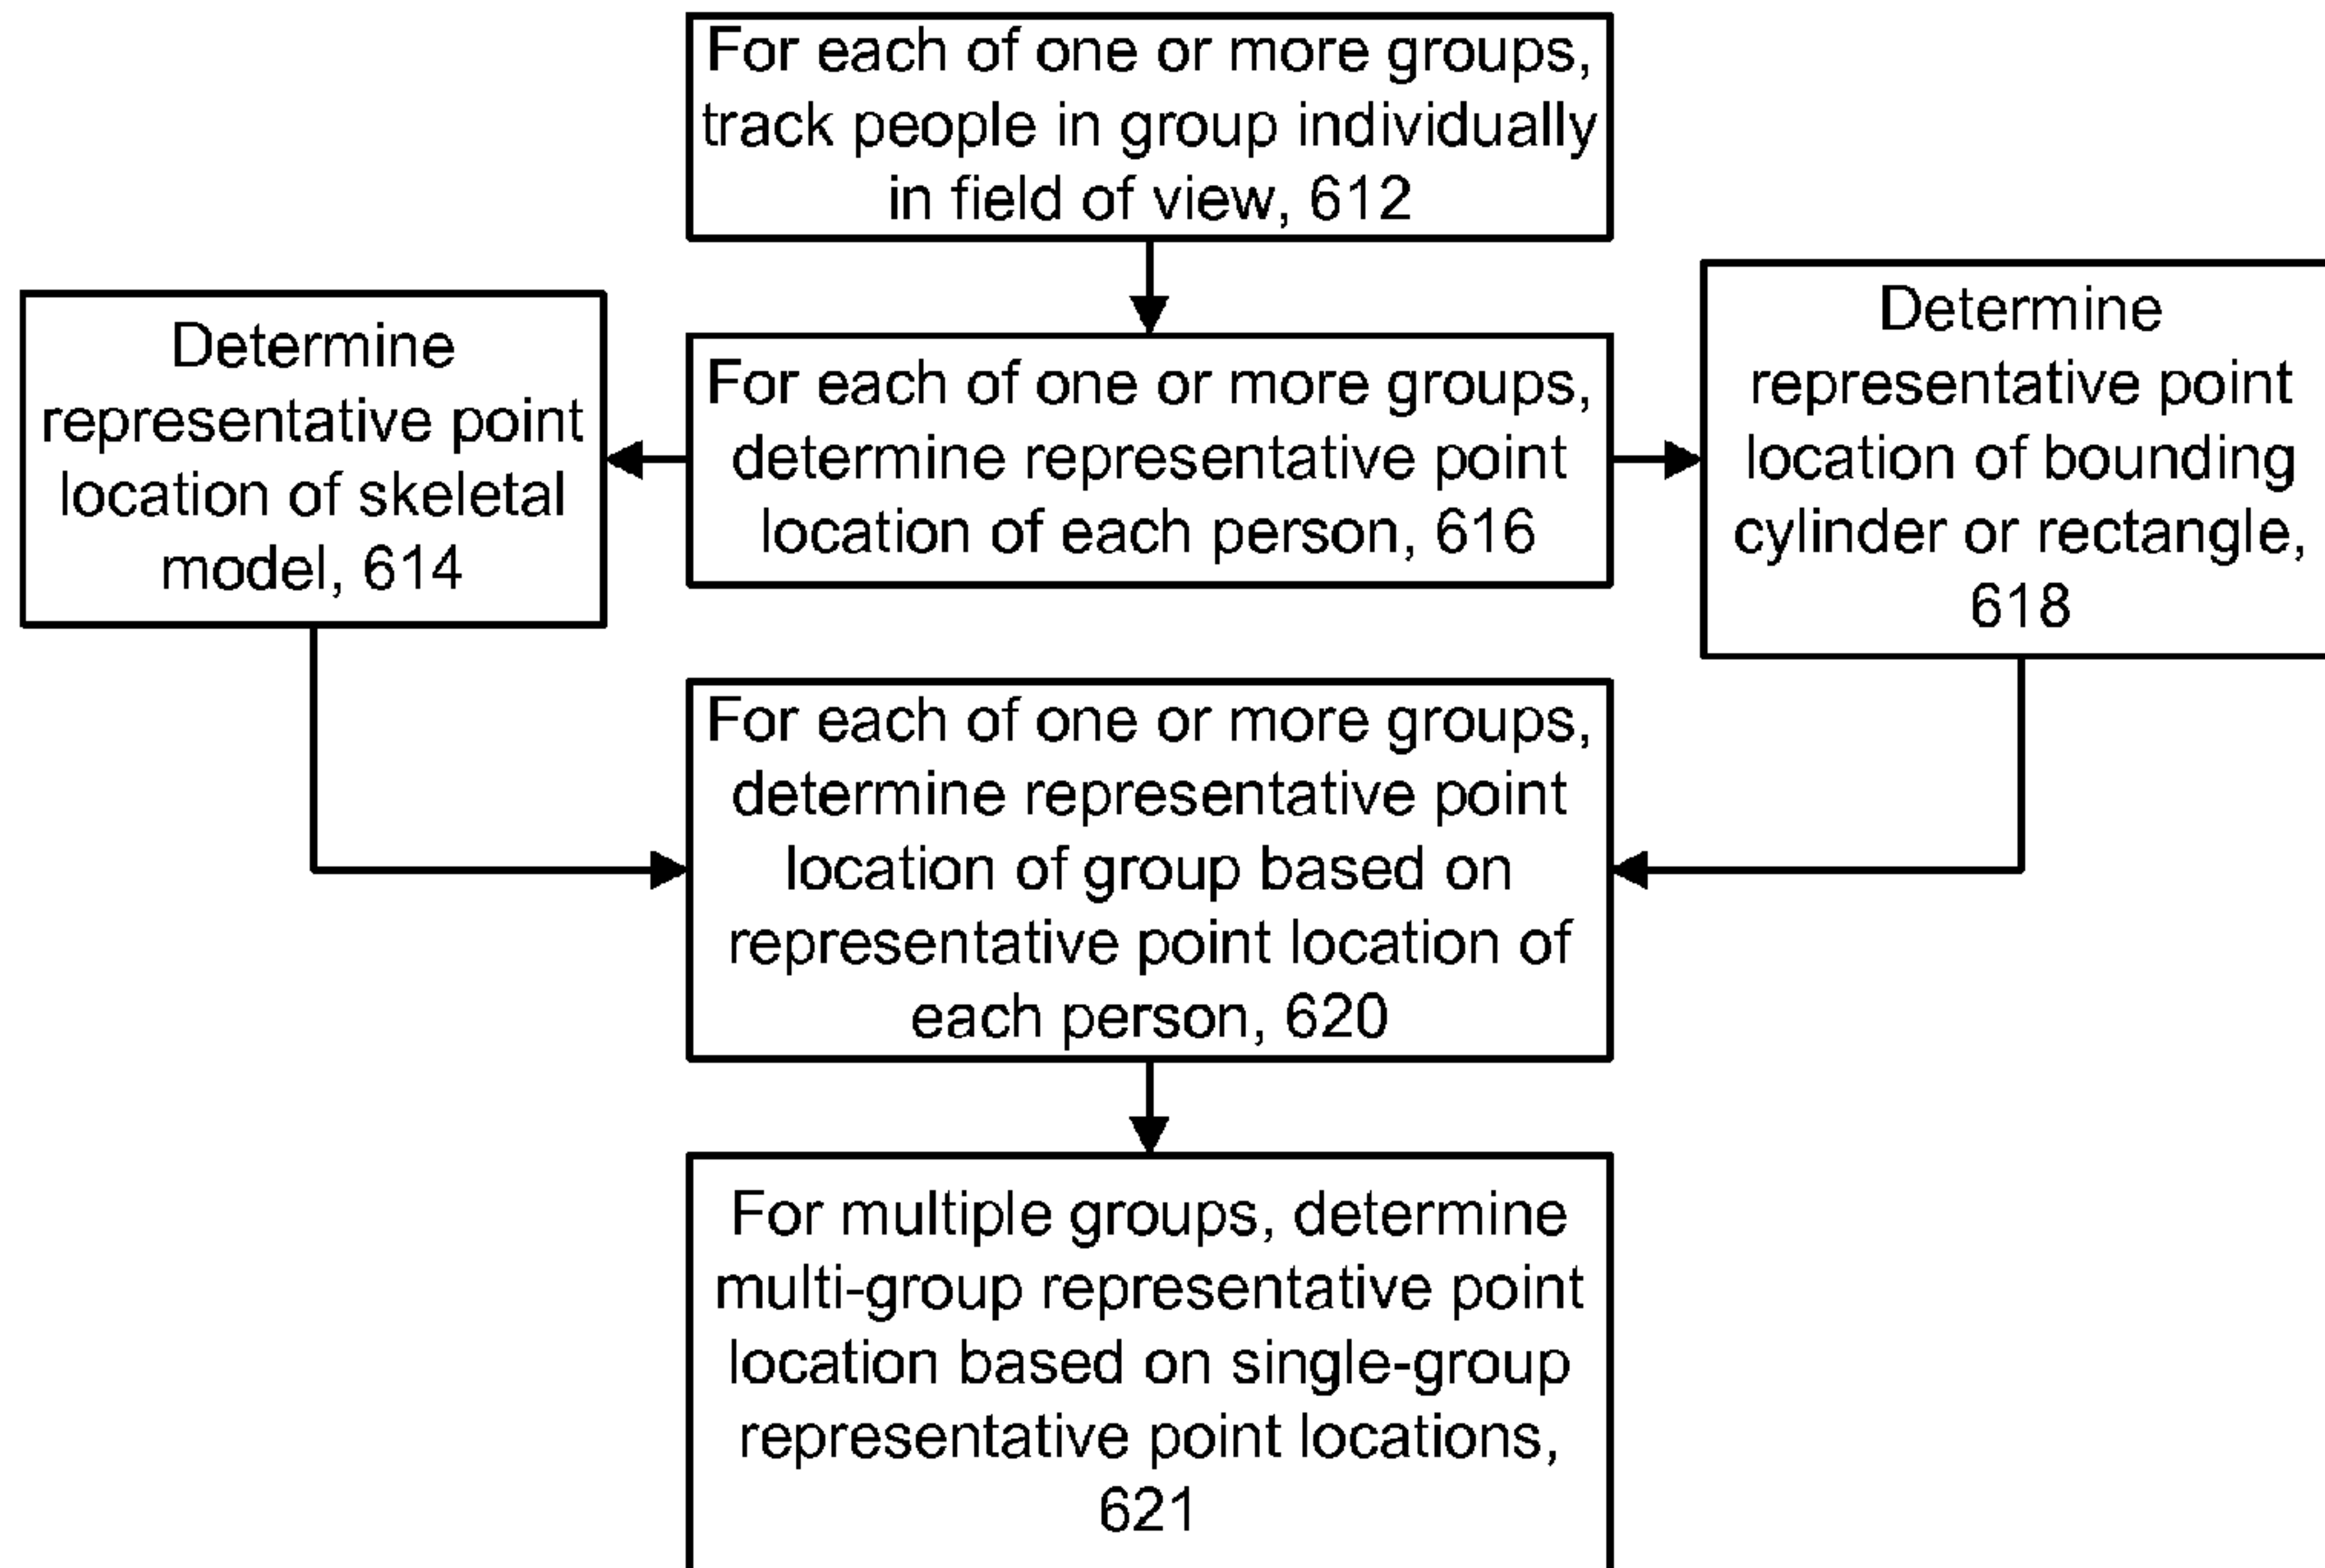 For each of one or more groups,
track people in group individually
in field of view, 612
Determine
representative point
location of skeletal
model, 614
For each of one or more groups,
determine representative point
location of each person, 616
Determine
representative point
location of bounding
cylinder or rectangle,
618
For each of one or more groups,
determine representative point
location of group based on
representative point location of
each person, 620
For multiple groups, determine
multi-group representative point
location based on single-group
representative point locations,
621